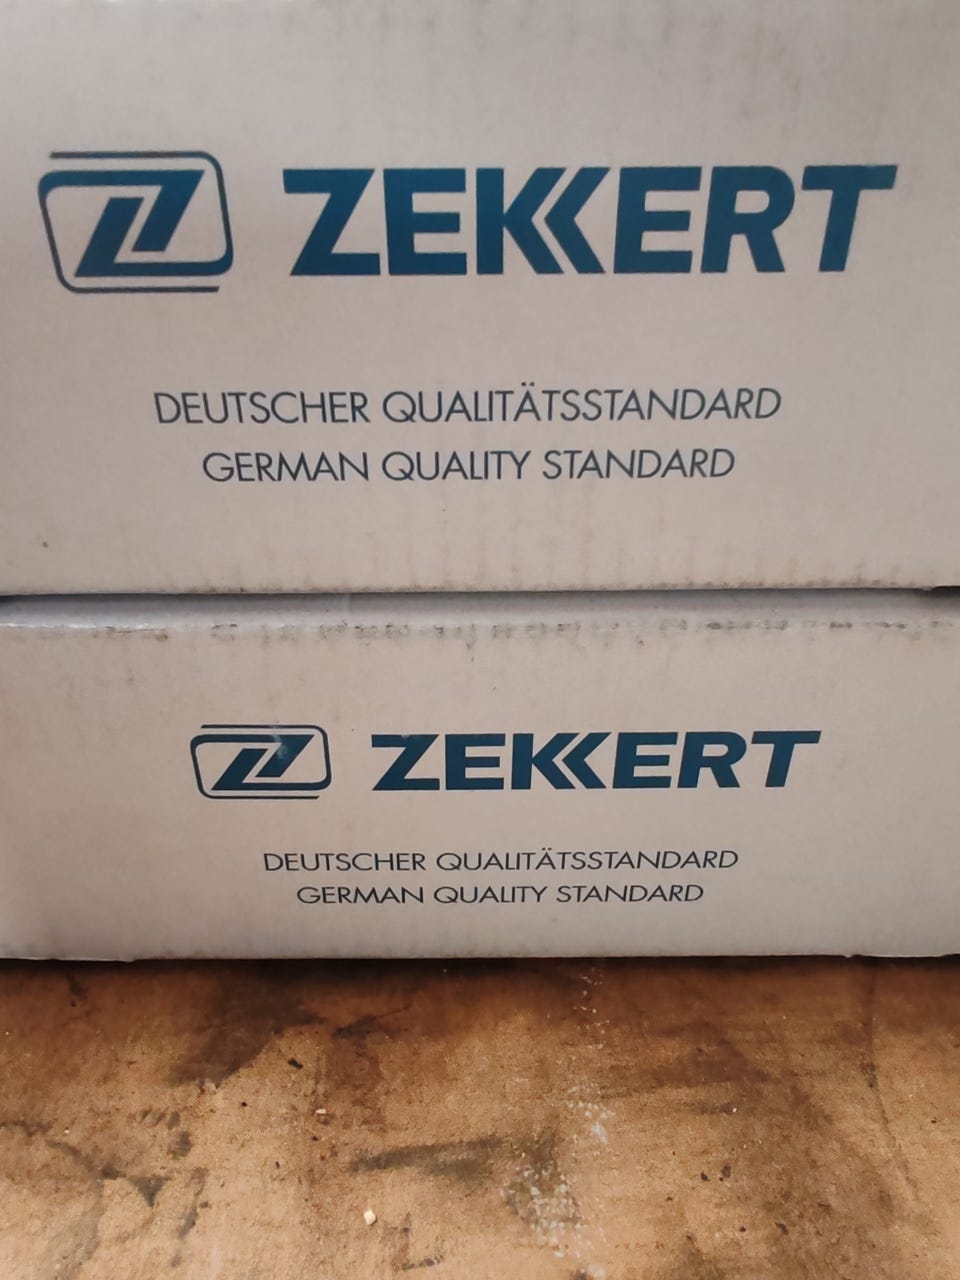 ZEKKERT
DEUTSCHER QUALITÄTSSTANDARD
GERMAN QUALITY STANDARD
ZEKKERT
DEUTSCHER QUALITÄTSSTANDARD
GERMAN QUALITY STANDARD